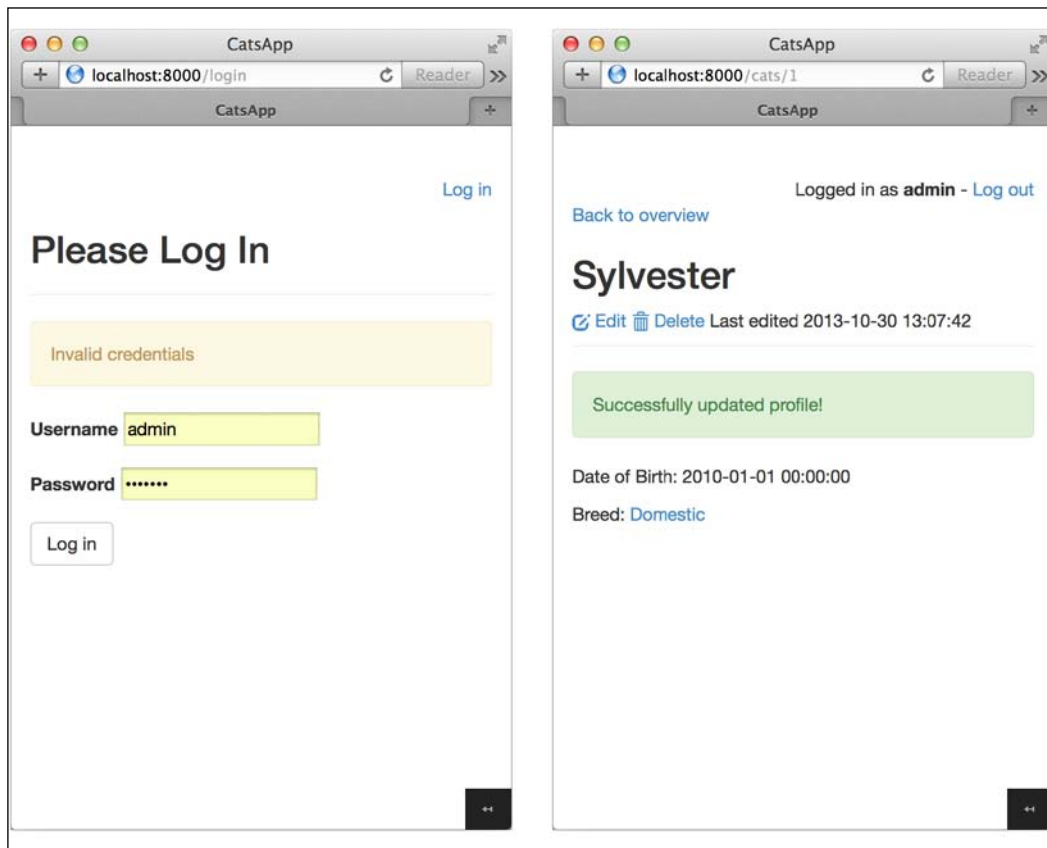 CatsApp
localhost:8000/login
Reader
CatsApp
Log in
Please Log In
Invalid credentials
Username admin
Password •••••••
Log in
CatsApp
localhost:8000/cats/1
Reader
CatsApp
Logged in as admin - Log out
Back to overview
Sylvester
Edit Delete Last edited 2013-10-30 13:07:42
Successfully updated profile!
Date of Birth: 2010-01-01 00:00:00
Breed: Domestic